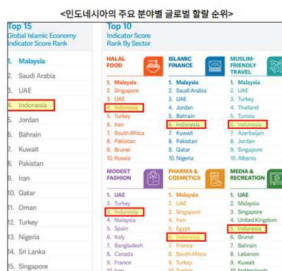 <인도네시아의 주요 분야별 글로벌 할랄 순위>
Top 15
Global Islamic Economy
Indicator Score Rank
1. Malaysia
2. Saudi Arabia
3. UAE
4. Indonesia
5. Jordan
6. Bahrain
7. Kuwait
8. Pakistan
9. Iran
10. Qatar
11. Oman
12. Turkey
13. Nigeria
14. Sri Lanka
15. Singapore
Top 10
Indicator Score
Rank By Sector
HALAL
FOOD
1. Malaysia
2. Singapore
3. UAE
4. Indonesia
5. Turkey
6. Iran
7. South Africa
8. Pakistan
9. Brunei
10. Russia
ISLAMIC
FINANCE
1. Malaysia
2. Saudi Arabia
3. UAE
4. Jordan
5. Bahrain
6. Indonesia
7. Kuwait
8. Pakistan
9. Qatar
10. Nigeria
MUSLIM-
FRIENDLY
TRAVEL
1. Malaysia
2. UAE
3. Turkey
4. Thailand
5. Tunisia
6. Indonesia
7. Azerbaijan
8. Jordan
9. Singapore
10. Albania
MODEST
FASHION
1. UAE
2. Turkey
3. Indonesia
4. Malaysia
5. Spain
6. Italy
7. Bangladesh
8. Canada
9. France
PHARMA &
COSMETICS
1. UAE
2. Malaysia
3. Singapore
4. Iran
5. Egypt
6. Indonesia
7. France
8. South Africa
9. Turkey
MEDIA &
RECREATION
1. UAE
2. Malaysia
3. Singapore
4. United Kingdom
5. Indonesia
6. Brunei
7. Bahrain
8. Lebanon
9. Kuwait